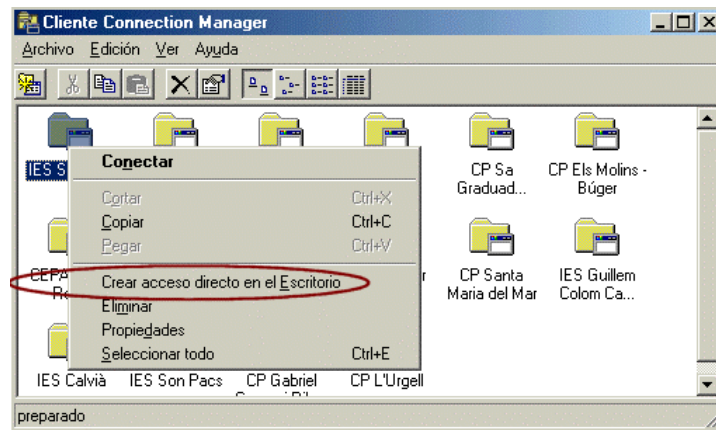 Cliente Connection Manager
Archivo Edición Ver Ayuda
IES S
CP Sa
Graduad...
CP Els Molins -
Búger
Conectar
Cortar Ctrl+X
Copiar Ctrl+C
Pegar Ctrl+V
Crear acceso directo en el Escritorio
Eliminar
Propiedades
Seleccionar todo Ctrl+E
CEPA
CP Santa
Maria del Mar
IES Guillem
Colom Ca...
IES Calvià IES Son Pacs CP Gabriel CP L'Urgell
preparado